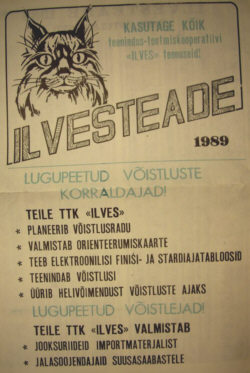 KASUTAGE KÕIK
teenindus-tootmiskooperatiivi
«ILVES» teenuseid!
ILVESTEADE
1989
LUGUPEETUD VÕISTLUSTE
KORRALDAJAD!
TEILE TTK «ILVES»
* PLANEERIB VÕISTLUSRADU
* VALMISTAB ORIENTEERUMISKAARTE
* TEEB ELEKTROONILISI FINIŠI- JA STARDIAJATABLOOSID
* TEENINDAB VÕISTLUSI
* ÜÜRIB HELIVÕIMENDUST VÕISTLUSTE AJAKS
LUGUPEETUD VÕISTLEJAD!
TEILE TTK «ILVES» VALMISTAB
* JOOKSURIIDEID IMPORTMATERJALIST
* JALASOOJENDAJAID SUUSASAABASTELE